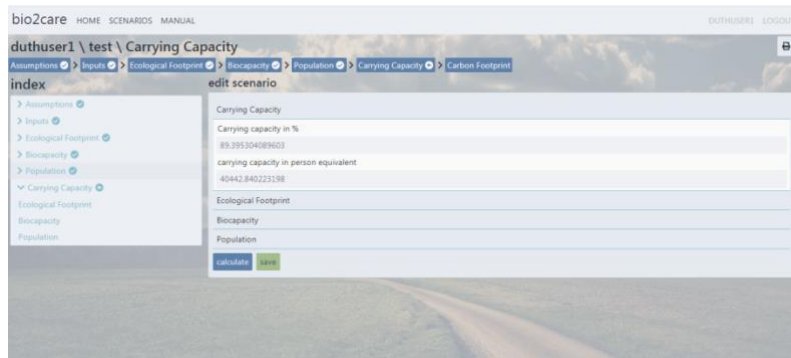 bio2care HOME SCENARIOS MANUAL DUTHUSER1 LOGOUT
duthuser1 \ test \ Carrying Capacity
Assumptions > Inputs > Ecological Footprint > Biocapacity > Population > Carrying Capacity > Carbon Footprint
index
> Assumptions
> Inputs
> Ecological Footprint
> Biocapacity
> Population
Carrying Capacity
Ecological Footprint
Biocapacity
Population
edit scenario
Carrying Capacity
Carrying capacity in %
89.395304089603
carrying capacity in person equivalent
40442.840223198
Ecological Footprint
Biocapacity
Population
calculate save